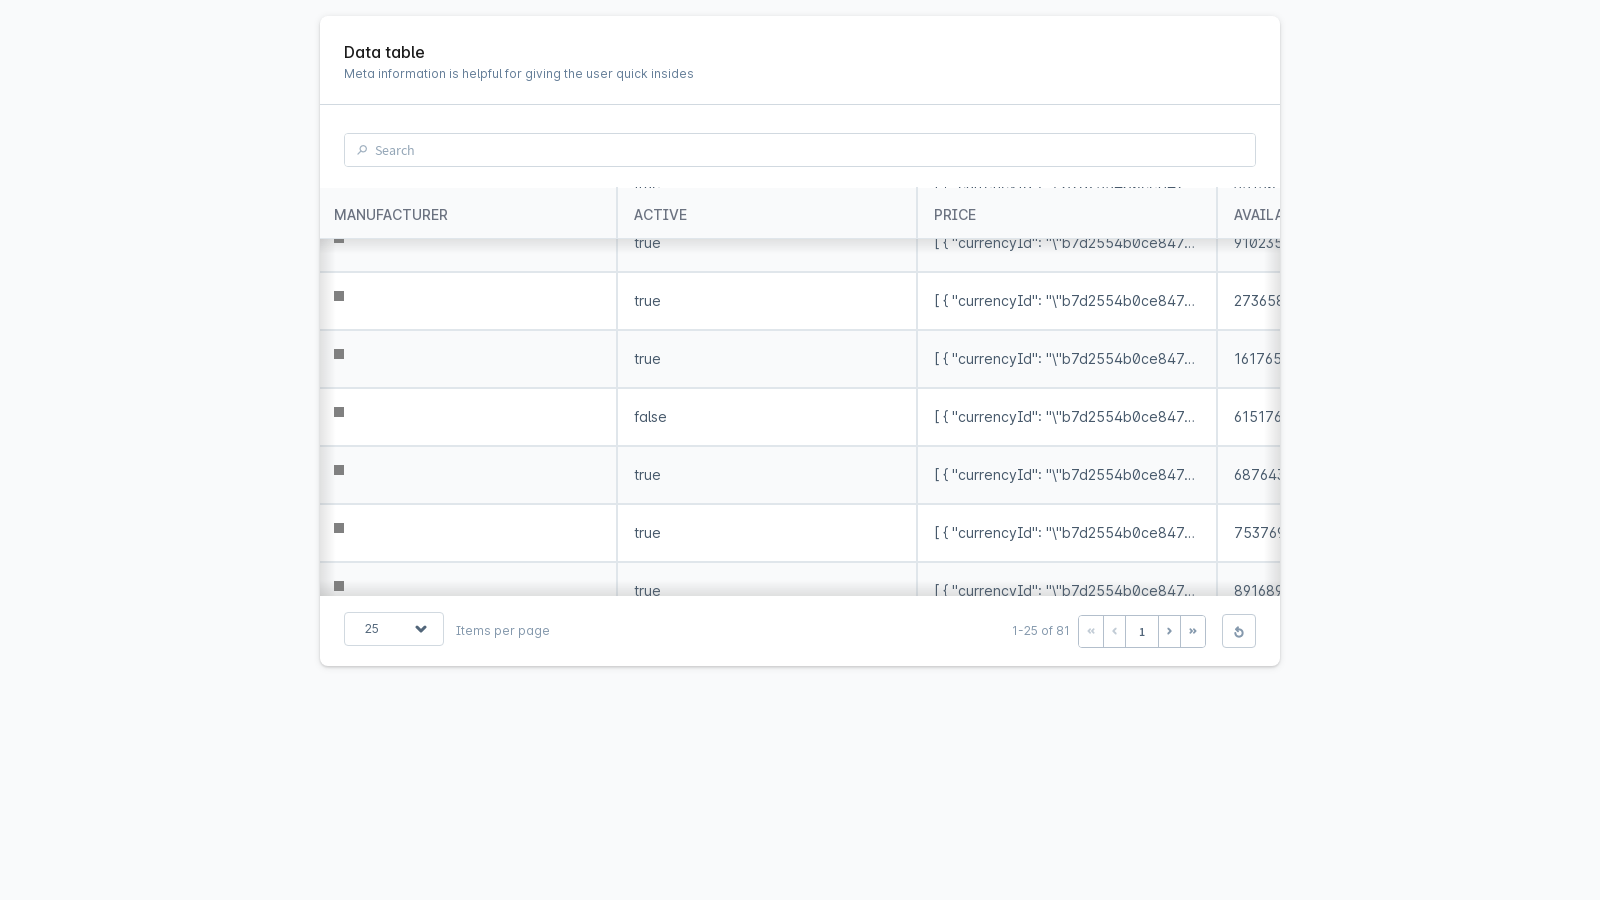 Data table
Meta information is helpful for giving the user quick insides
Search
MANUFACTURER ACTIVE PRICE AVAILA
true [ { "currencyId": "\"b7d2554b0ce847... 910235
true [ { "currencyId": "\"b7d2554b0ce847... 273658
true [ { "currencyId": "\"b7d2554b0ce847... 161765
false [ { "currencyId": "\"b7d2554b0ce847... 615176
true [ { "currencyId": "\"b7d2554b0ce847... 687643
true [ { "currencyId": "\"b7d2554b0ce847... 753769
true [ { "currencyId": "\"b7d2554b0ce847... 891689
25 Items per page 1-25 of 81 « ‹ 1 › »